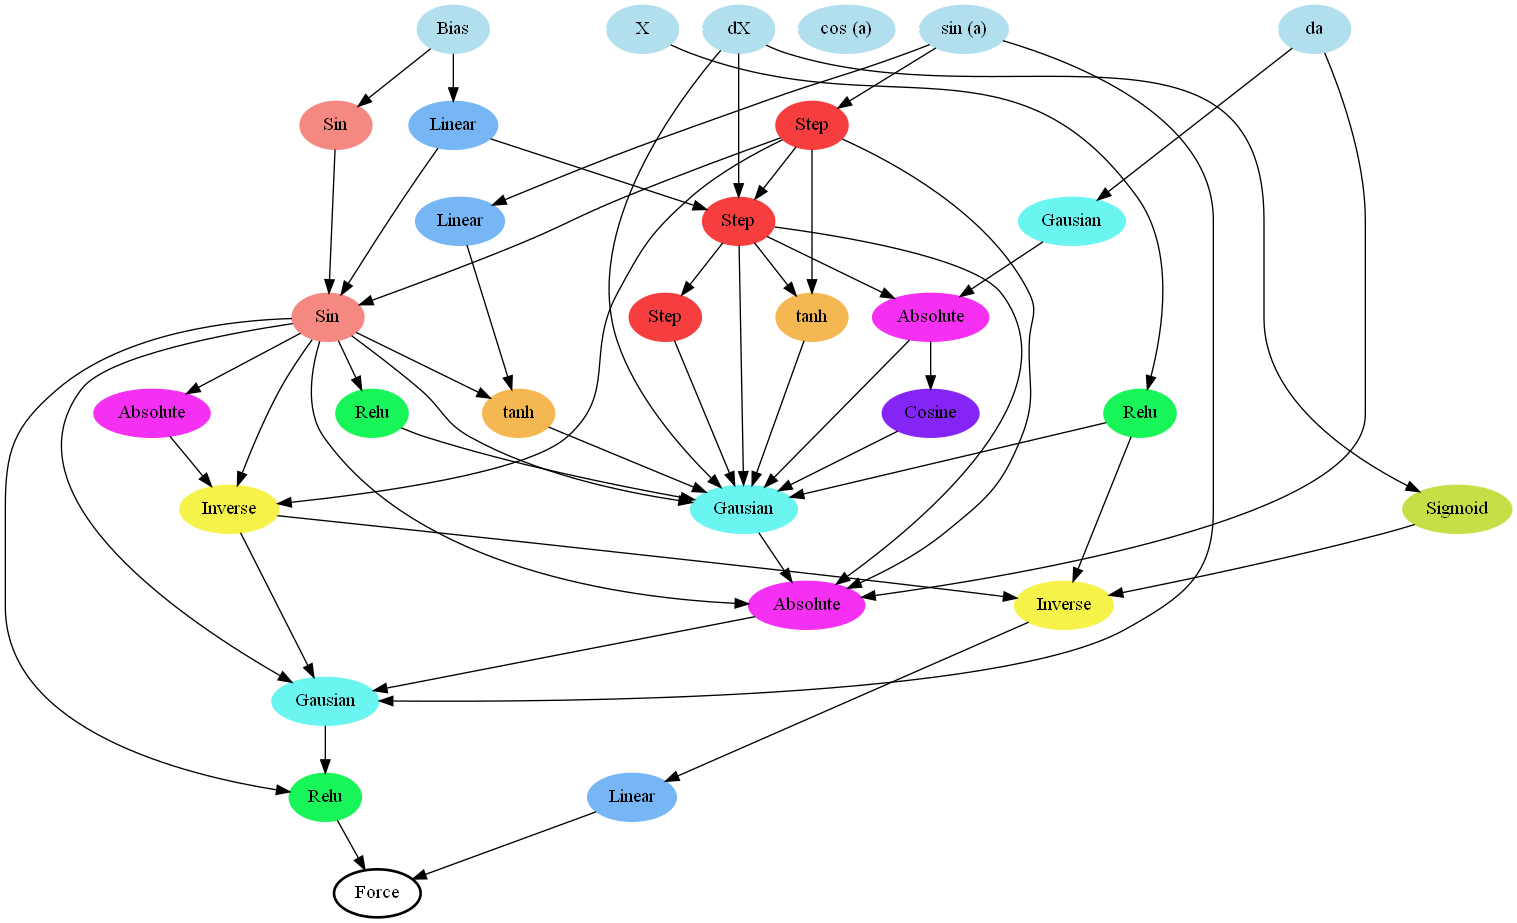 Bias
X
dX
cos (a)
sin (a)
da
Sin
Linear
Step
Linear
Step
Gausian
Sin
Step
tanh
Absolute
Absolute
Relu
tanh
Cosine
Relu
Inverse
Gausian
Sigmoid
Absolute
Inverse
Gausian
Relu
Linear
Force